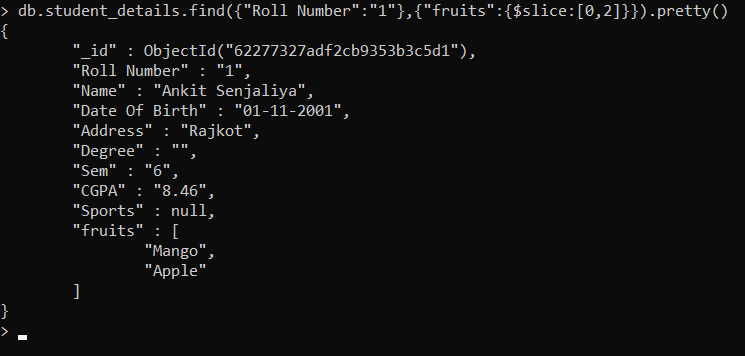 > db.student_details.find({"Roll Number":"1"},{"fruits":{$slice:[0,2]}}).pretty()
{
        "_id" : ObjectId("62277327adf2cb9353b3c5d1"),
        "Roll Number" : "1",
        "Name" : "Ankit Senjaliya",
        "Date Of Birth" : "01-11-2001",
        "Address" : "Rajkot",
        "Degree" : "",
        "Sem" : "6",
        "CGPA" : "8.46",
        "Sports" : null,
        "fruits" : [
                "Mango",
                "Apple"
        ]
}
>